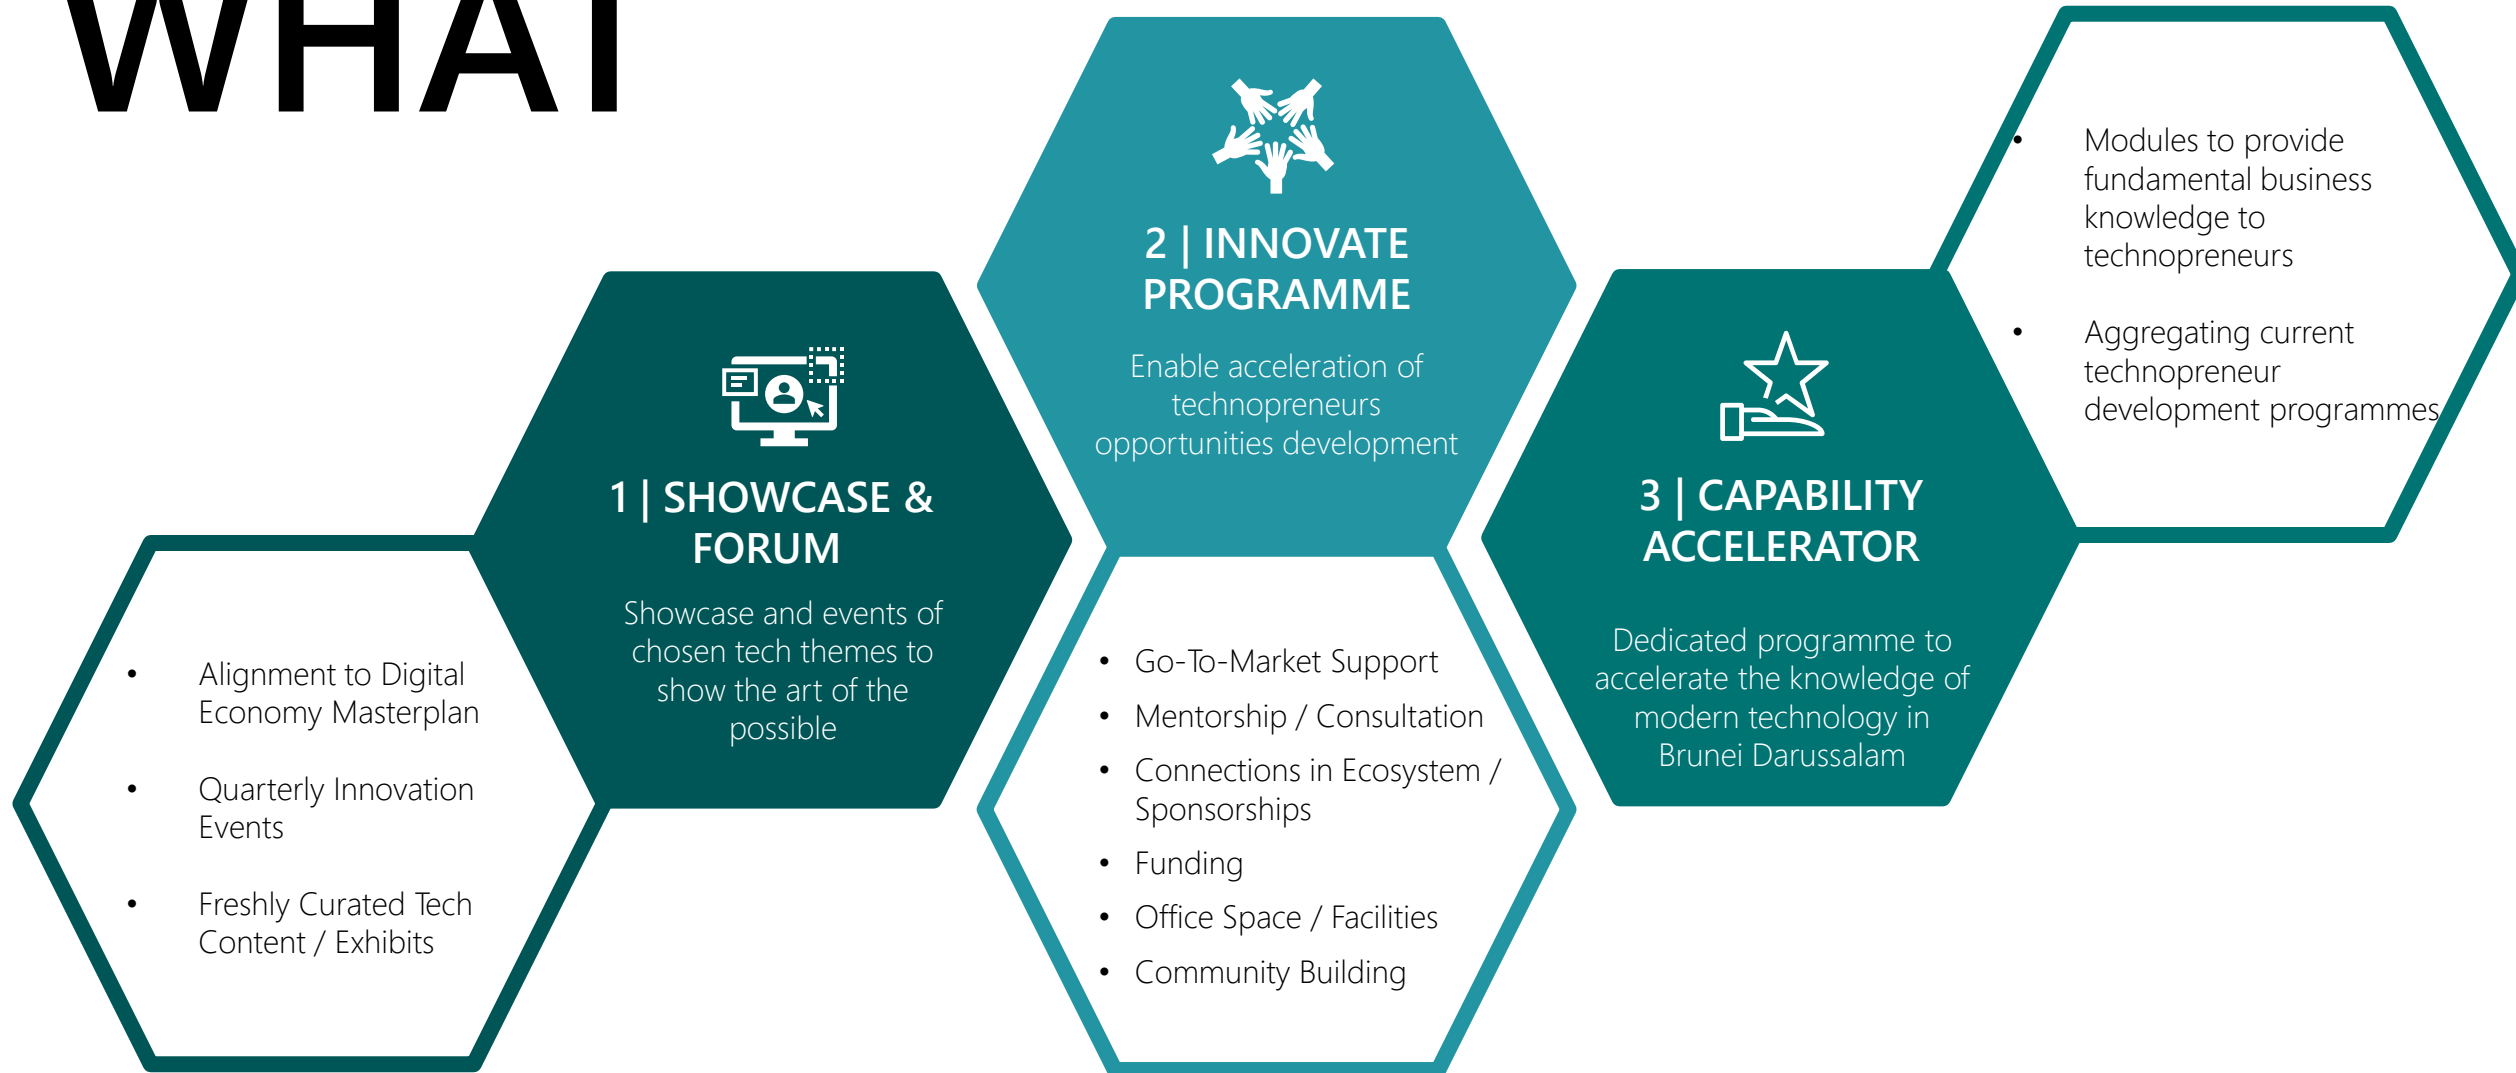 WHAT
1 | SHOWCASE &
FORUM
Showcase and events of
chosen tech themes to
show the art of the
possible
• Alignment to Digital
Economy Masterplan
• Quarterly Innovation
Events
• Freshly Curated Tech
Content / Exhibits
2 | INNOVATE
PROGRAMME
Enable acceleration of
technopreneurs
opportunities development
• Go-To-Market Support
• Mentorship / Consultation
• Connections in Ecosystem /
Sponsorships
• Funding
• Office Space / Facilities
• Community Building
3 | CAPABILITY
ACCELERATOR
Dedicated programme to
accelerate the knowledge of
modern technology in
Brunei Darussalam
• Modules to provide
fundamental business
knowledge to
technopreneurs
• Aggregating current
technopreneur
development programmes